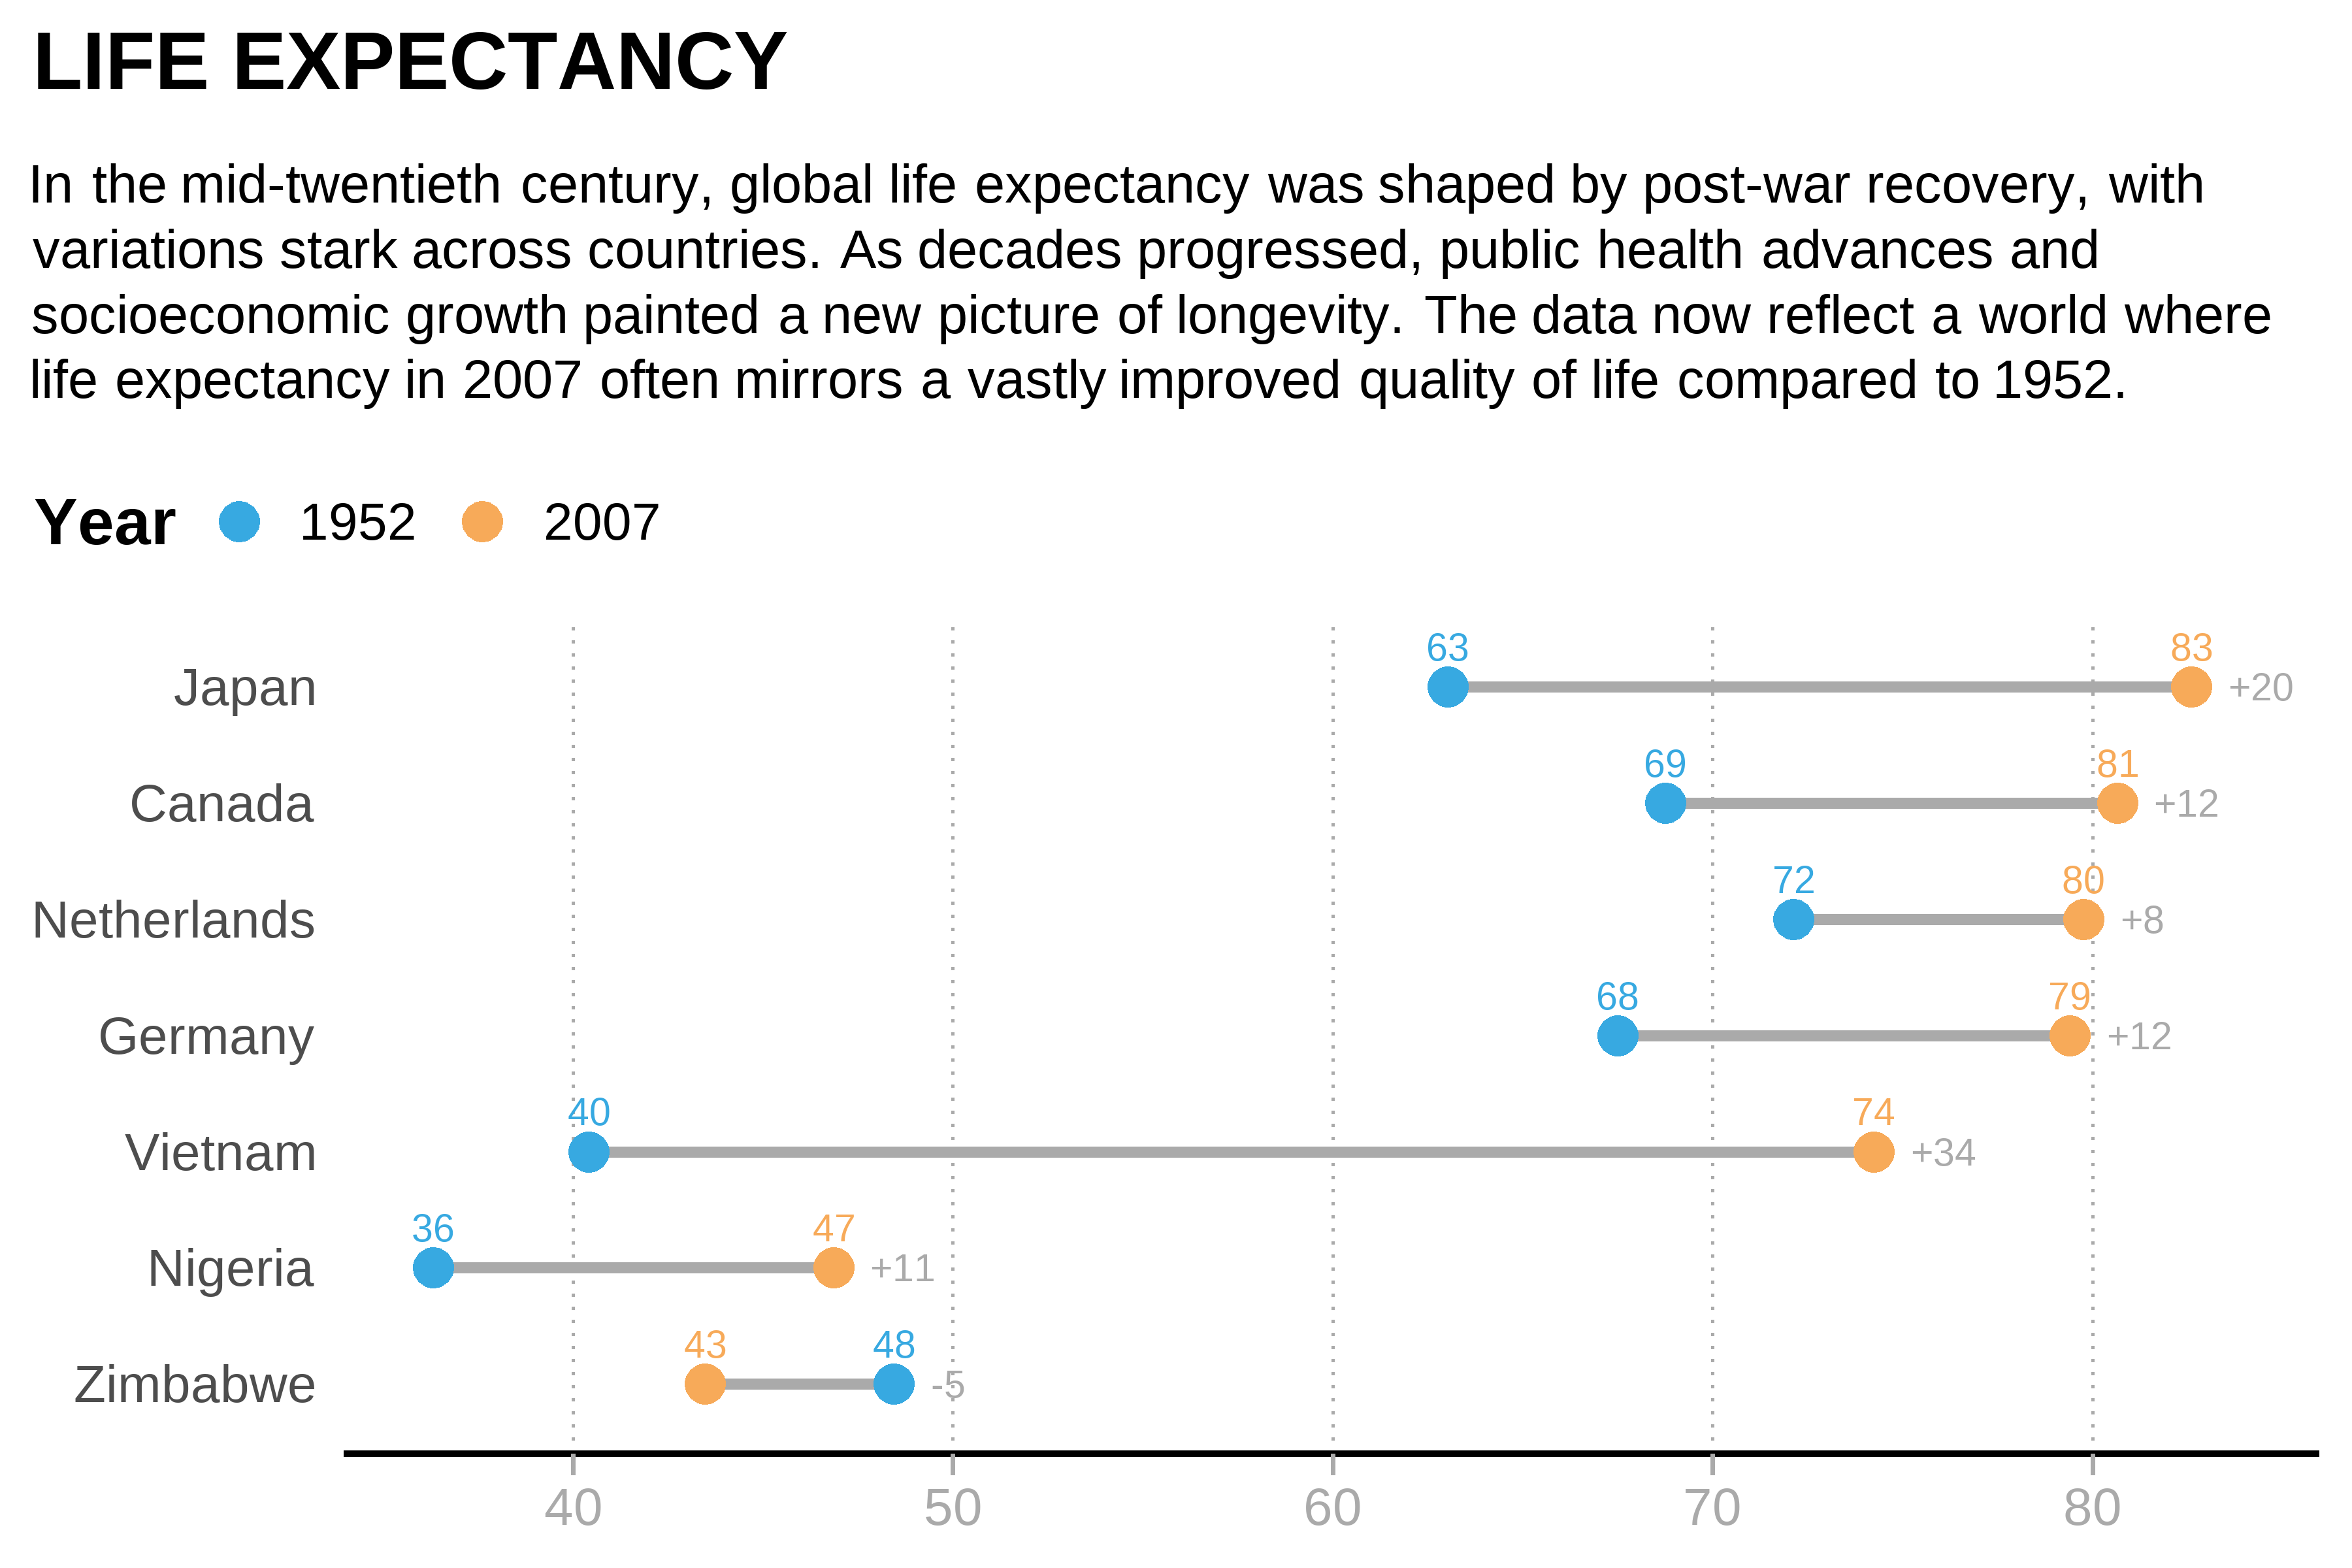 LIFE EXPECTANCY
In the mid-twentieth century, global life expectancy was shaped by post-war recovery, with
variations stark across countries. As decades progressed, public health advances and
socioeconomic growth painted a new picture of longevity. The data now reflect a world where
life expectancy in 2007 often mirrors a vastly improved quality of life compared to 1952.
Year 1952 2007
63 83
Japan +20
69 81
Canada +12
72 80
Netherlands +8
68 79
Germany +12
40 74
Vietnam +34
36 47
Nigeria +11
43 48
Zimbabwe -5
40 50 60 70 80